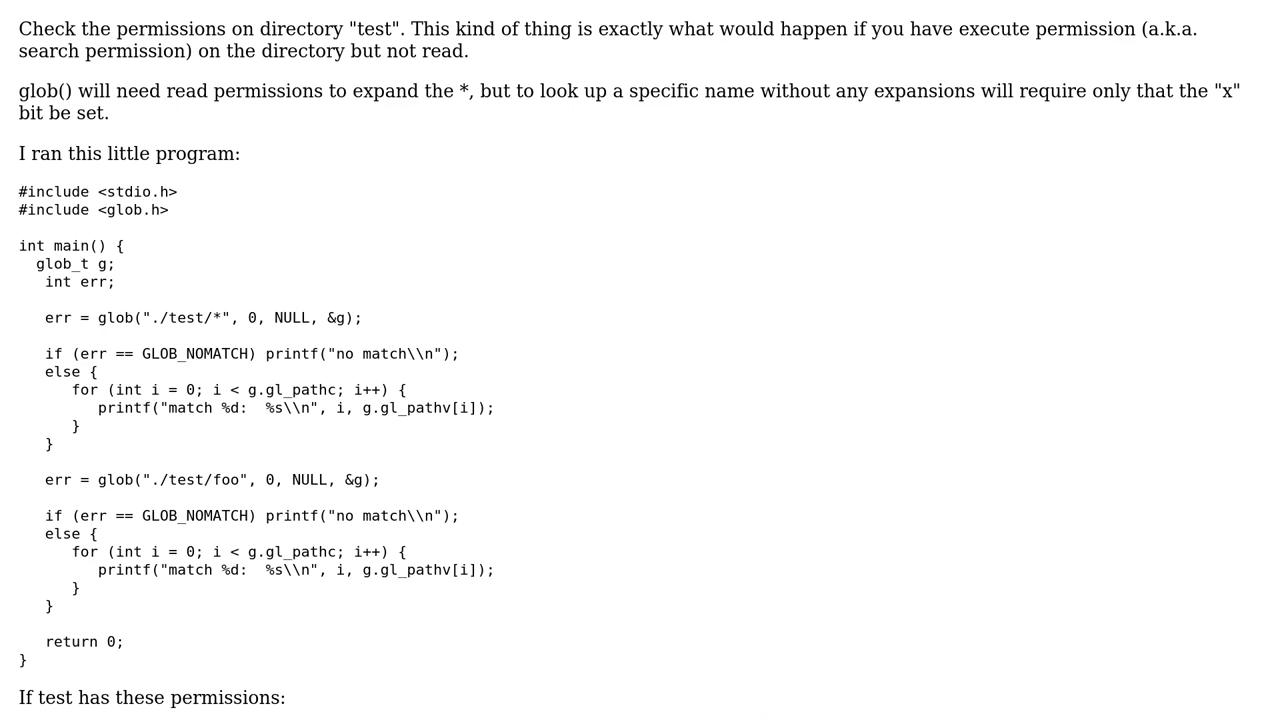 Check the permissions on directory "test". This kind of thing is exactly what would happen if you have execute permission (a.k.a.
search permission) on the directory but not read.
glob() will need read permissions to expand the *, but to look up a specific name without any expansions will require only that the "x"
bit be set.
I ran this little program:
#include <stdio.h>
#include <glob.h>

int main() {
  glob_t g;
   int err;

   err = glob("./test/*", 0, NULL, &g);

   if (err == GLOB_NOMATCH) printf("no match\\n");
   else {
      for (int i = 0; i < g.gl_pathc; i++) {
         printf("match %d:  %s\\n", i, g.gl_pathv[i]);
      }
   }

   err = glob("./test/foo", 0, NULL, &g);

   if (err == GLOB_NOMATCH) printf("no match\\n");
   else {
      for (int i = 0; i < g.gl_pathc; i++) {
         printf("match %d:  %s\\n", i, g.gl_pathv[i]);
      }
   }

   return 0;
}
If test has these permissions: